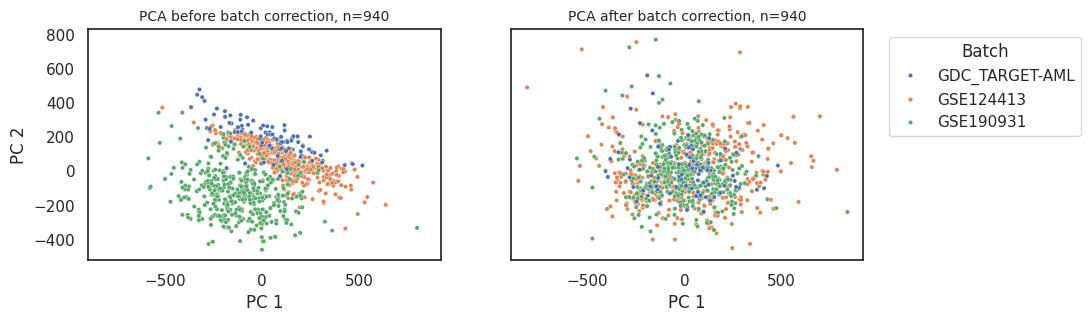 PCA before batch correction, n=940
PC 2
800
600
400
200
0
−200
−400
−500
0
500
PC 1
PCA after batch correction, n=940
−500
0
500
PC 1
Batch
GDC_TARGET-AML
GSE124413
GSE190931